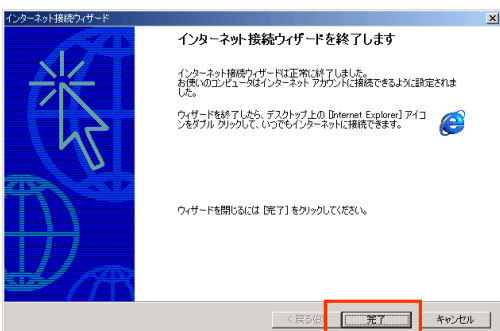 インターネット接続ウィザード
インターネット接続ウィザードを終了します
インターネット接続ウィザードは正常に終了しました。
お使いのコンピュータはインターネット アカウントに接続できるように設定されま
した。
ウィザードを終了したら、デスクトップ上の [Internet Explorer] アイコ
ンをダブル クリックして、いつでもインターネットに接続できます。
ウィザードを閉じるには [完了] をクリックしてください。
< 戻る(B)
完了
キャンセル